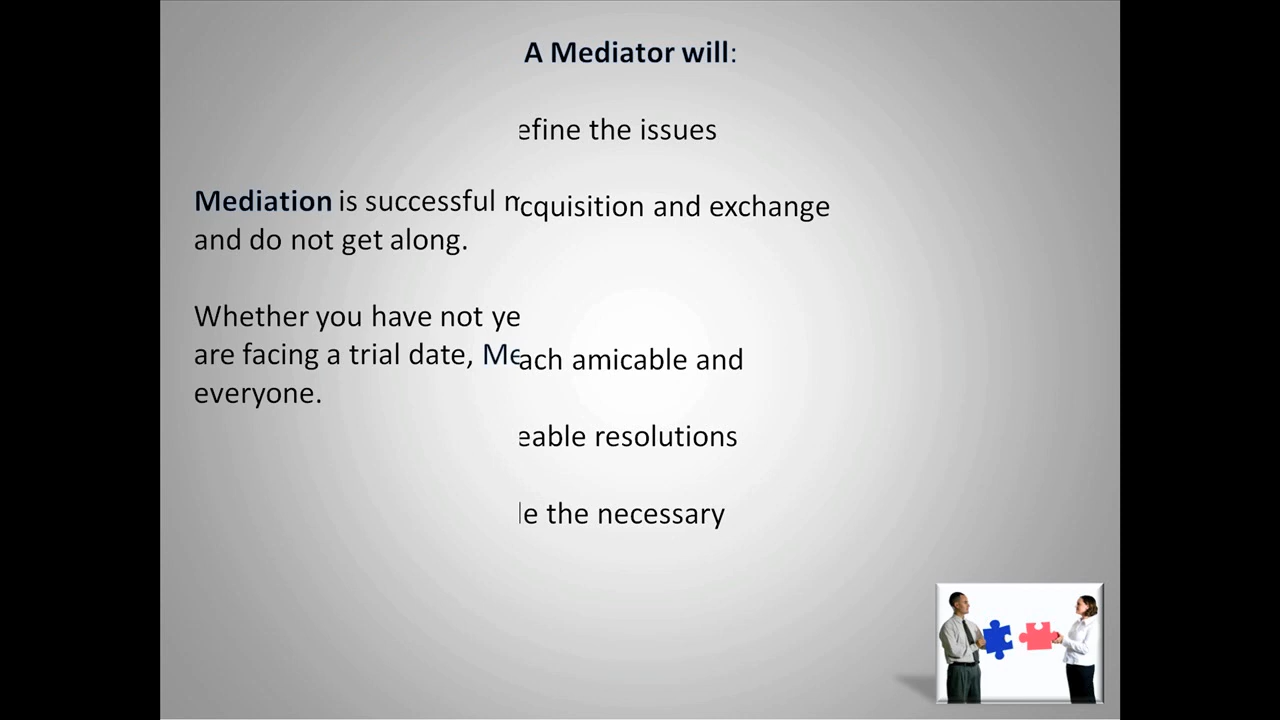 A Mediator will:
efine the issues
cquisition and exchange
ach amicable and
eable resolutions
le the necessary
Mediation is successful
and do not get along.
Whether you have not ye
are facing a trial date, Me
everyone.